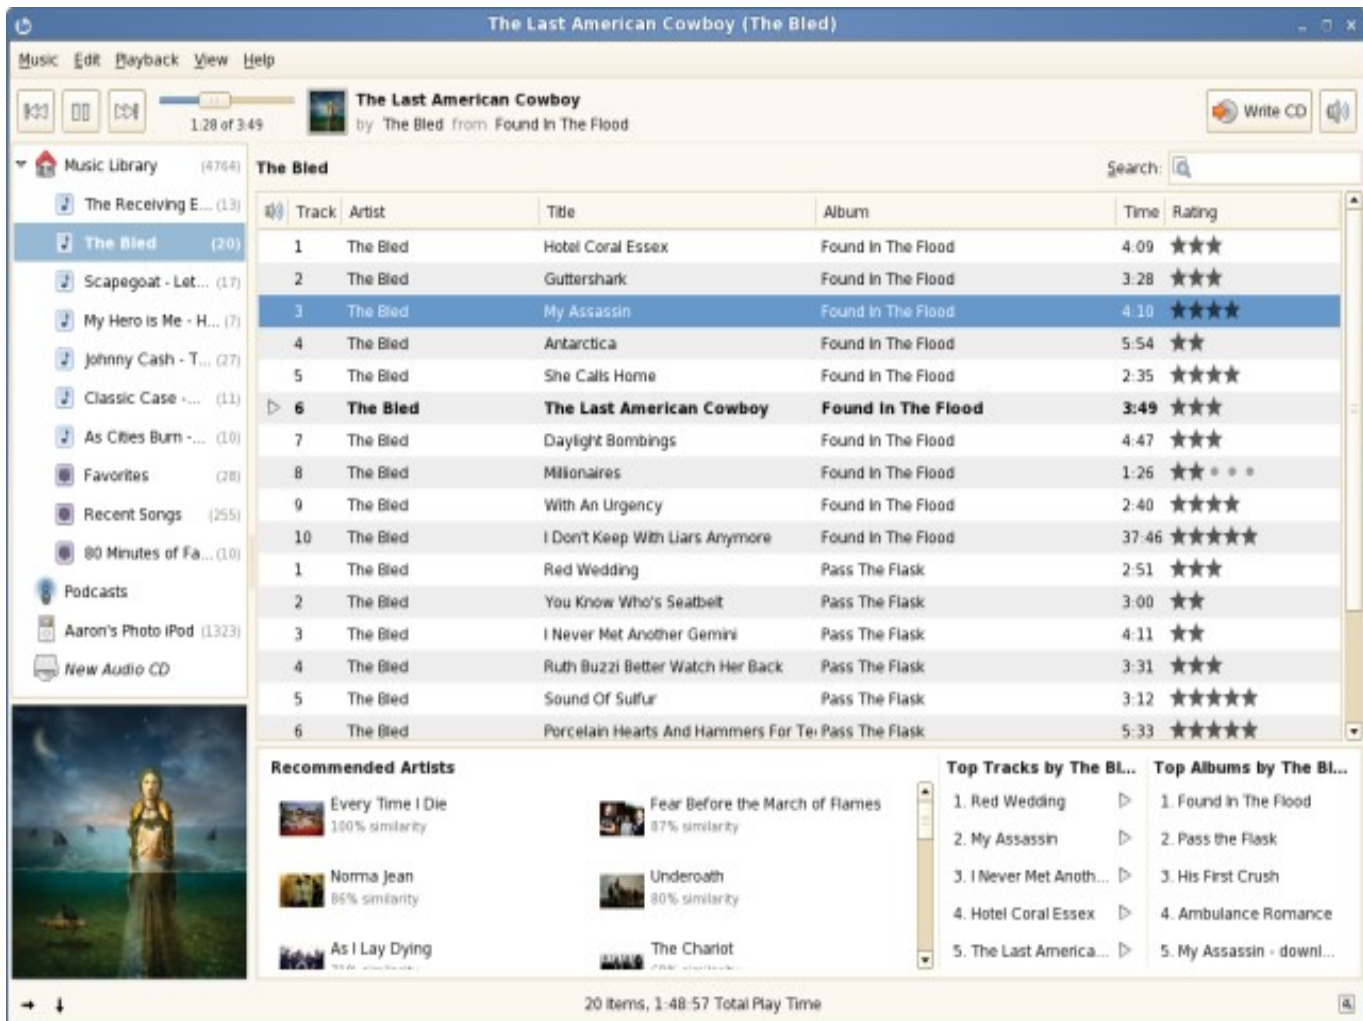 The Last American Cowboy (The Bled)
Music Edit Playback View Help
The Last American Cowboy
by The Bled from Found In The Flood
1:28 of 3:49
Write CD
Music Library (4764)
The Receiving E... (13)
The Bled (20)
Scapegoat - Let... (17)
My Hero is Me - H... (7)
Johnny Cash - T... (27)
Classic Case -... (11)
As Cities Burn -... (10)
Favorites (28)
Recent Songs (255)
80 Minutes of Fa... (10)
Podcasts
Aaron's Photo iPod (1323)
New Audio CD
The Bled Search:
Track Artist Title Album Time Rating
1 The Bled Hotel Coral Essex Found In The Flood 4:09
2 The Bled Guttershark Found In The Flood 3:28
3 The Bled My Assassin Found In The Flood 4:10
4 The Bled Antarctica Found In The Flood 5:54
5 The Bled She Calls Home Found In The Flood 2:35
6 The Bled The Last American Cowboy Found In The Flood 3:49
7 The Bled Daylight Bombings Found In The Flood 4:47
8 The Bled Millionaires Found In The Flood 1:26
9 The Bled With An Urgency Found In The Flood 2:40
10 The Bled I Don't Keep With Liars Anymore Found In The Flood 37:46
1 The Bled Red Wedding Pass The Flask 2:51
2 The Bled You Know Who's Seatbelt Pass The Flask 3:00
3 The Bled I Never Met Another Gemini Pass The Flask 4:11
4 The Bled Ruth Buzzi Better Watch Her Back Pass The Flask 3:31
5 The Bled Sound Of Sulfur Pass The Flask 3:12
6 The Bled Porcelain Hearts And Hammers For Te Pass The Flask 5:33
Recommended Artists
Every Time I Die
100% similarity
Fear Before the March of Flames
87% similarity
Norma Jean
86% similarity
Underoath
80% similarity
As I Lay Dying
The Chariot
Top Tracks by The Bl...
1. Red Wedding
2. My Assassin
3. I Never Met Anoth...
4. Hotel Coral Essex
5. The Last America...
Top Albums by The Bl...
1. Found In The Flood
2. Pass the Flask
3. His First Crush
4. Ambulance Romance
5. My Assassin - downl...
20 Items, 1:48:57 Total Play Time